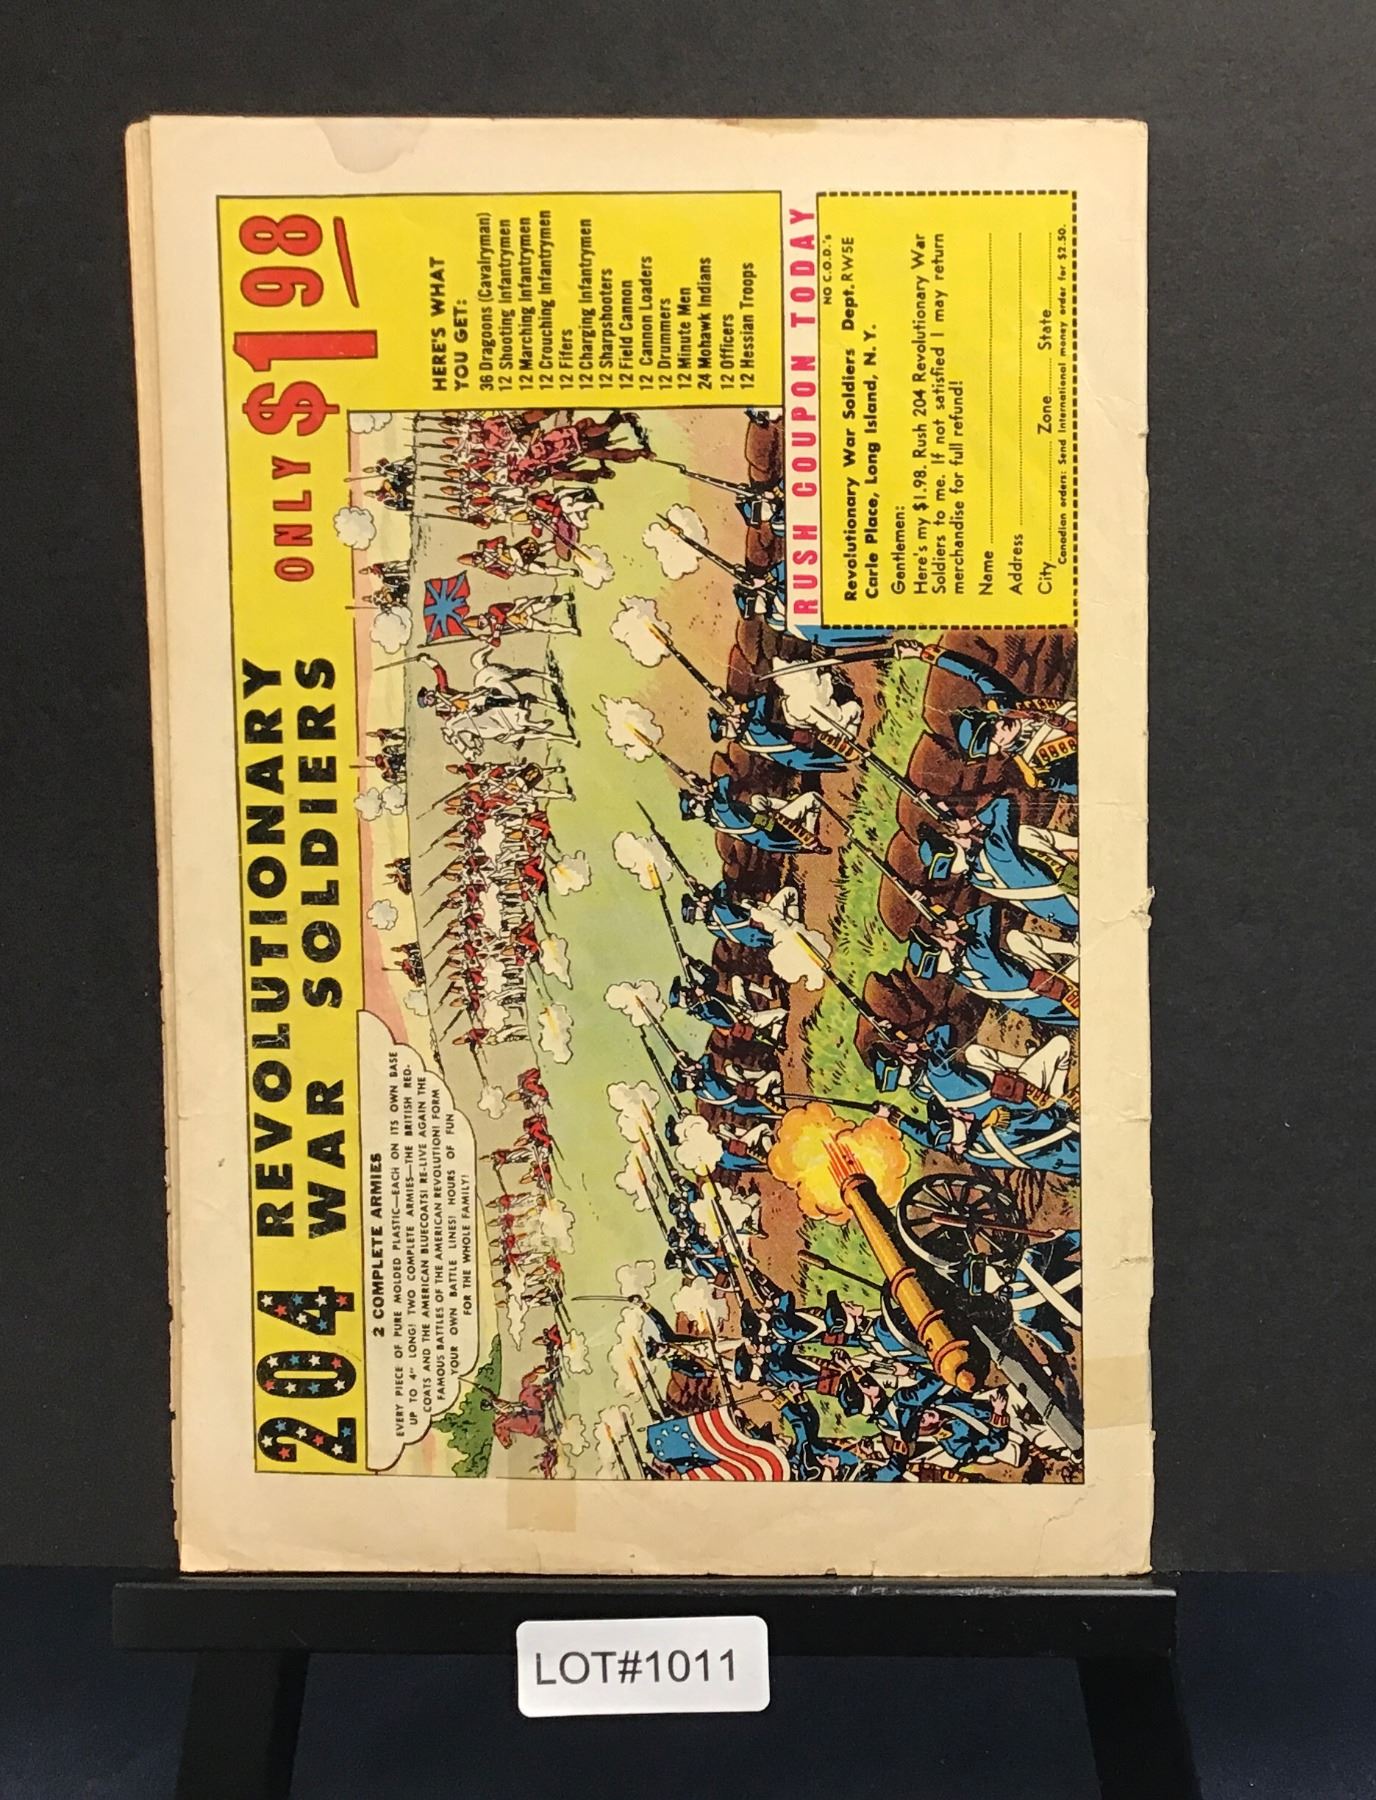 204 REVOLUTIONARY
WAR SOLDIERS
ONLY $1 98
2 COMPLETE ARMIES
EVERY PIECE OF PURE MOLDED PLASTIC—EACH ON ITS OWN BASE
UP TO 4" LONG! TWO COMPLETE ARMIES—THE BRITISH RED-
COATS AND THE AMERICAN BLUECOATS! RE-LIVE AGAIN THE
FAMOUS BATTLES OF THE AMERICAN REVOLUTION! FORM
YOUR OWN BATTLE LINES! HOURS OF FUN
FOR THE WHOLE FAMILY!
HERE'S WHAT
YOU GET:
36 Dragoons (Cavalryman)
12 Shooting Infantrymen
12 Marching Infantrymen
12 Crouching Infantrymen
12 Fifers
12 Charging Infantrymen
12 Sharpshooters
12 Field Cannon
12 Cannon Loaders
12 Drummers
12 Minute Men
24 Mohawk Indians
12 Officers
12 Hessian Troops
RUSH COUPON TODAY
NO C.O.D.'s
Revolutionary War Soldiers Dept. RW5E
Carle Place, Long Island, N. Y.
Gentlemen:
Here's my $1.98. Rush 204 Revolutionary War
Soldiers to me. If not satisfied I may return
merchandise for full refund!
Name
Address
City Zone State
Canadian orders: Send International money order for $2.50.
LOT#1011